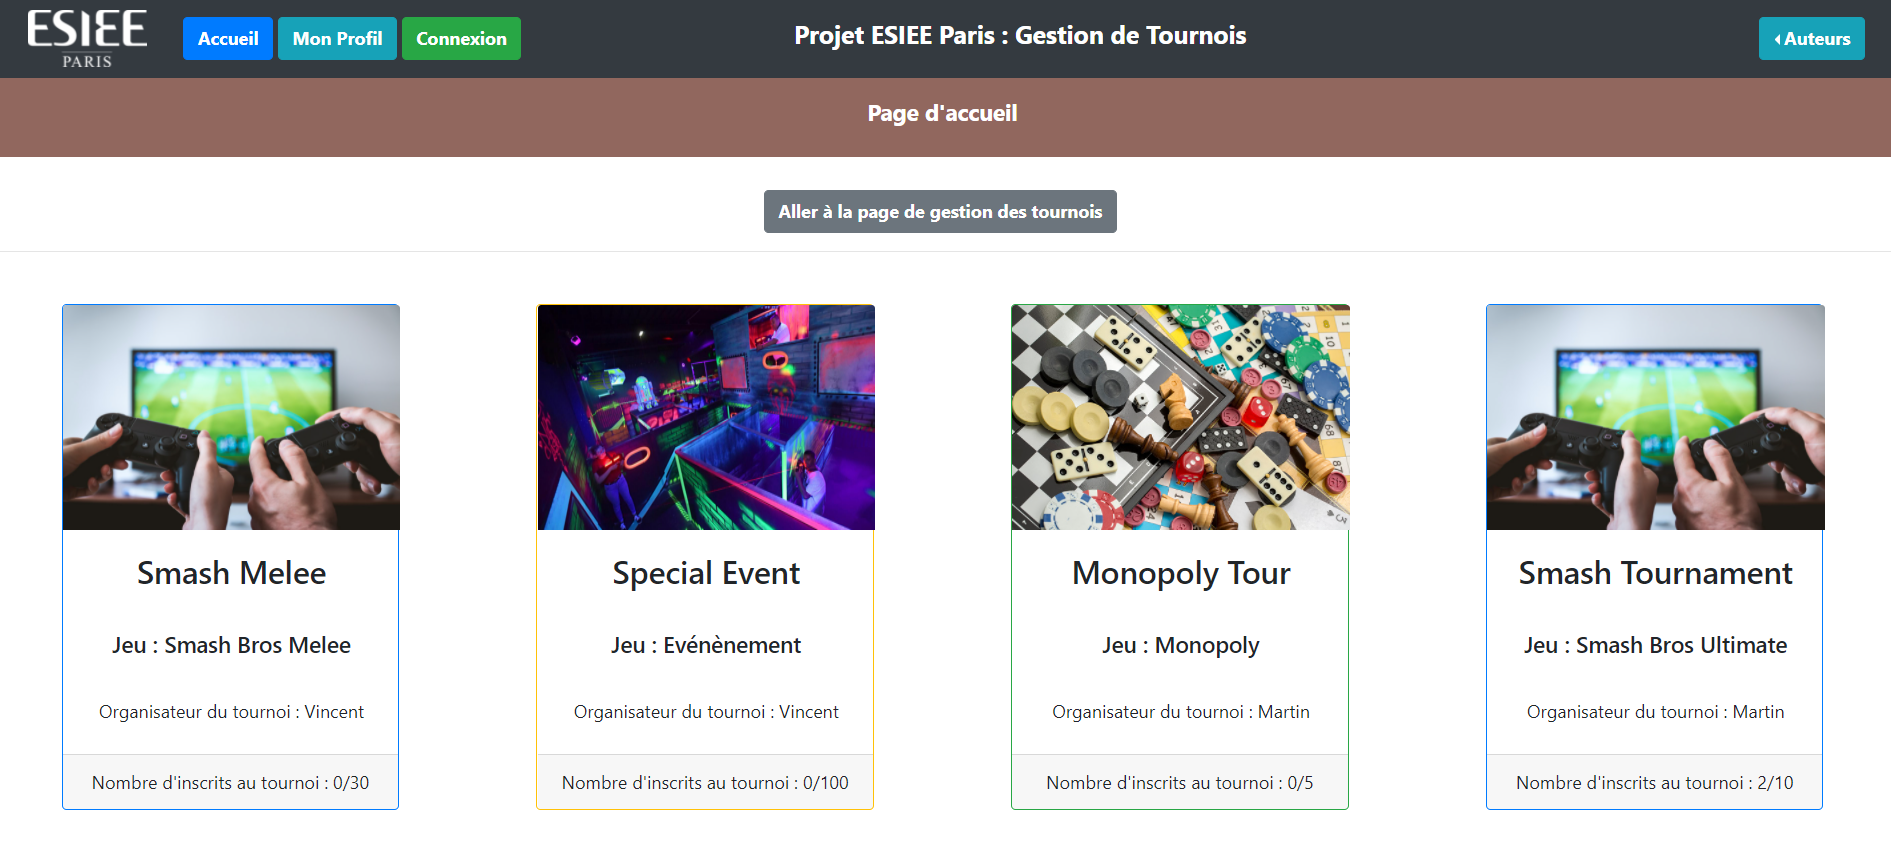 ESIEE
PARIS
Accueil
Mon Profil
Connexion
Projet ESIEE Paris : Gestion de Tournois
Auteurs
Page d'accueil
Aller à la page de gestion des tournois
Smash Melee
Jeu : Smash Bros Melee
Organisateur du tournoi : Vincent
Nombre d'inscrits au tournoi : 0/30
Special Event
Jeu : Evénènement
Organisateur du tournoi : Vincent
Nombre d'inscrits au tournoi : 0/100
Monopoly Tour
Jeu : Monopoly
Organisateur du tournoi : Martin
Nombre d'inscrits au tournoi : 0/5
Smash Tournament
Jeu : Smash Bros Ultimate
Organisateur du tournoi : Martin
Nombre d'inscrits au tournoi : 2/10